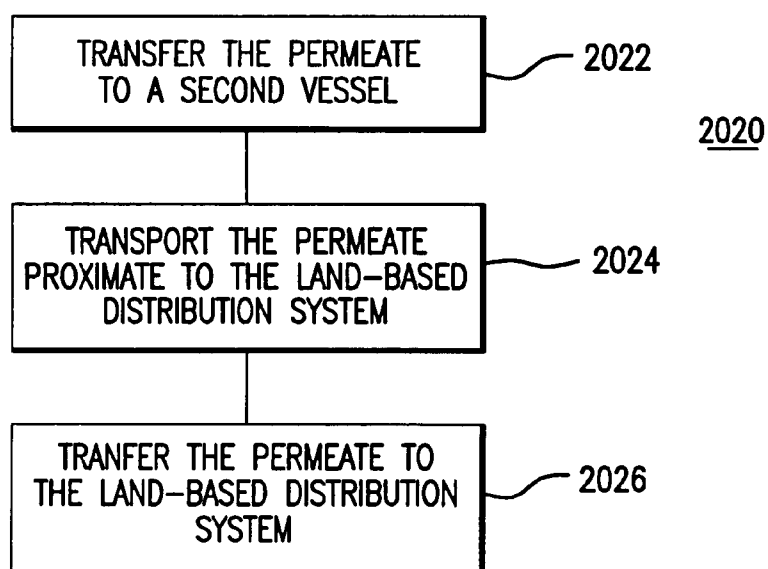 TRANSFER THE PERMEATE
TO A SECOND VESSEL
2022
2020
TRANSPORT THE PERMEATE
PROXIMATE TO THE LAND-BASED
DISTRIBUTION SYSTEM
2024
TRANFER THE PERMEATE TO
THE LAND-BASED DISTRIBUTION
SYSTEM
2026